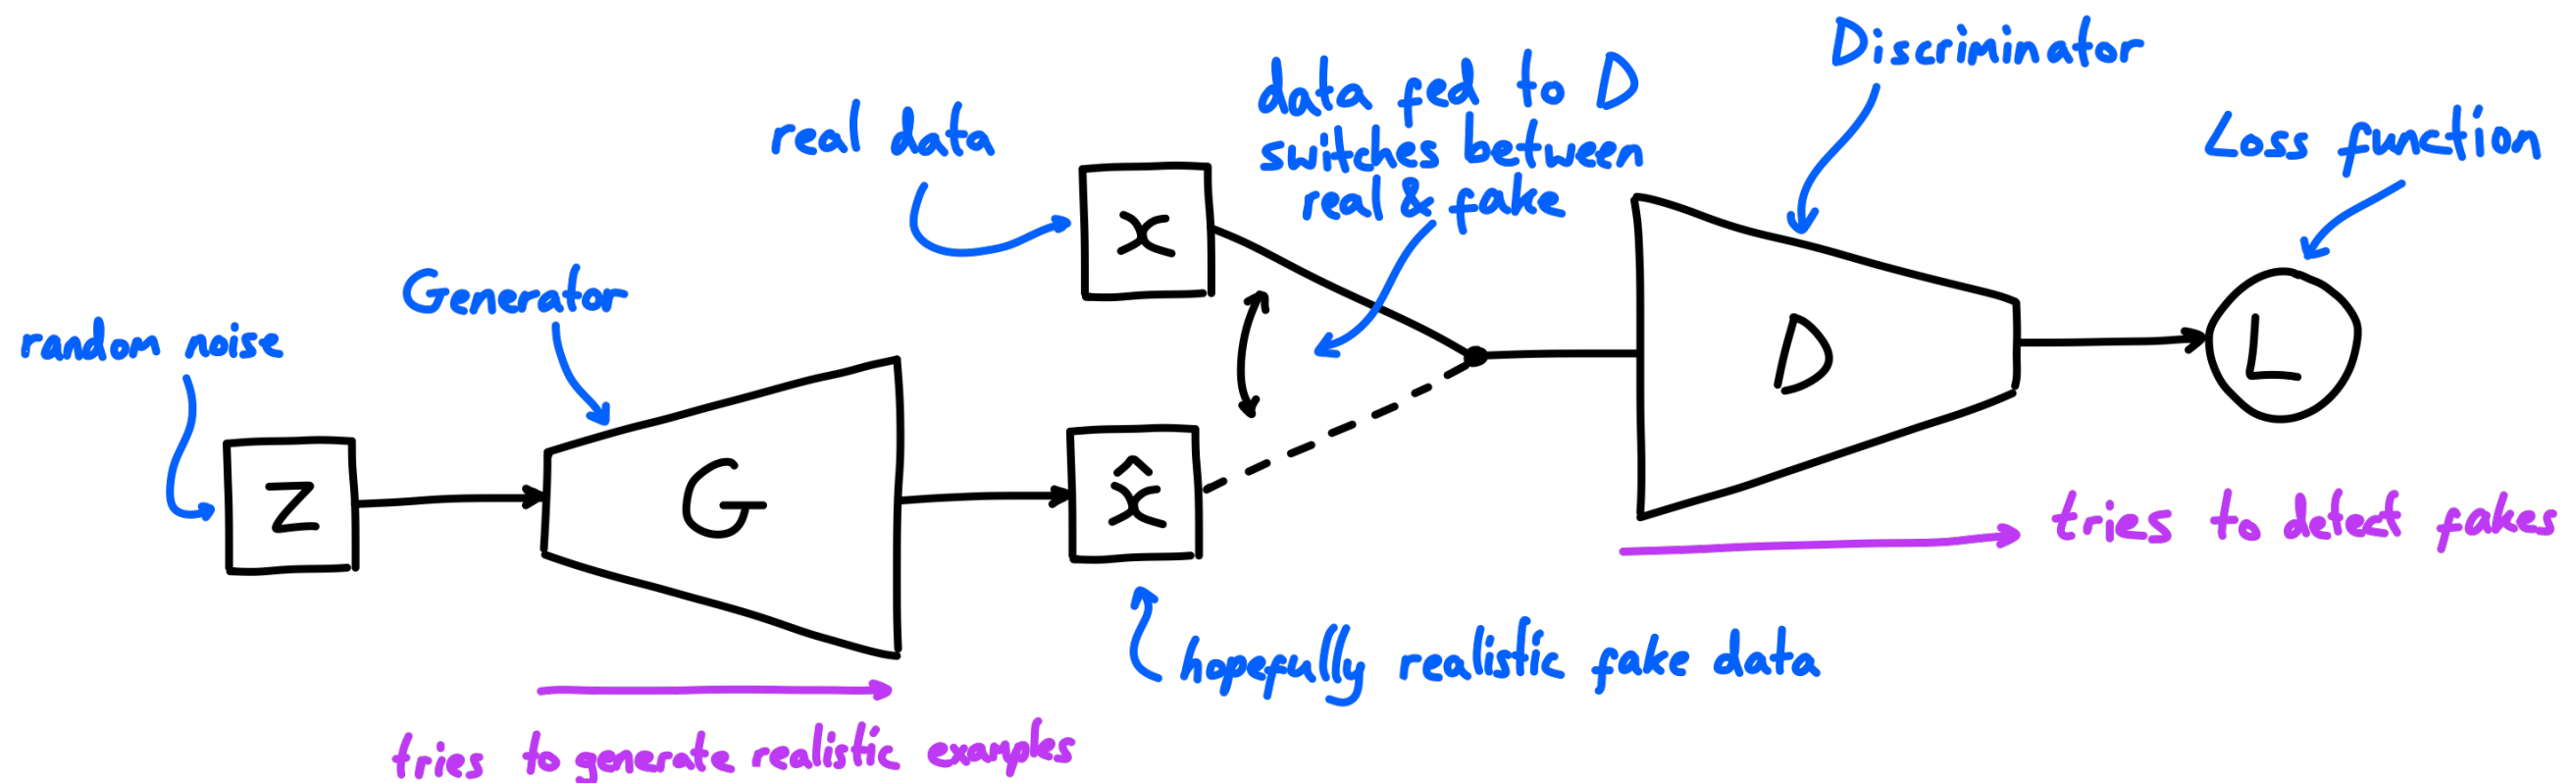 random noise
z
Generator
G
tries to generate realistic examples
real data
x
x̂
hopefully realistic fake data
data fed to D
switches between
real & fake
Discriminator
D
tries to detect fakes
Loss function
L